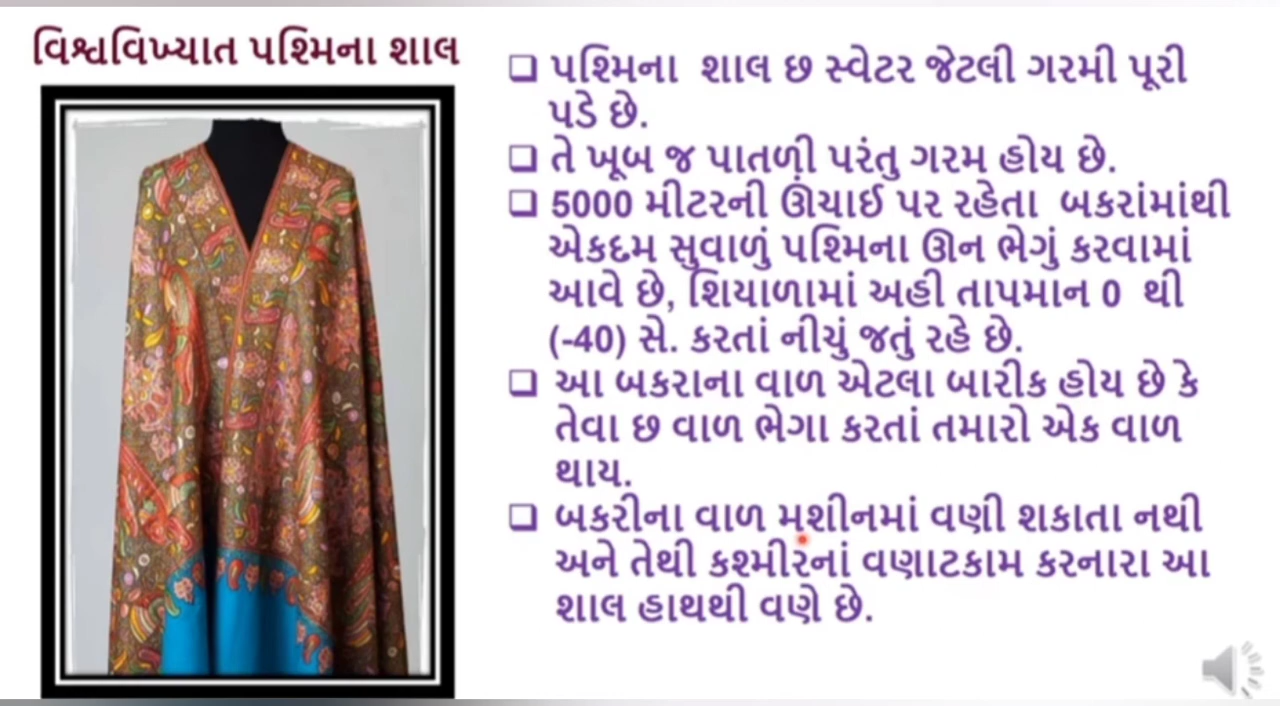 વિશ્વવિખ્યાત પશ્મિના શાલ
❑ પશ્મિના શાલ છ સ્વેટર જેટલી ગરમી પૂરી
પડે છે.
❑ તે ખૂબ જ પાતળી પરંતુ ગરમ હોય છે.
❑ 5000 મીટરની ઊંચાઈ પર રહેતા બકરાંમાંથી
એકદમ સુવાળું પશ્મિના ઊન ભેગું કરવામાં
આવે છે, શિયાળામાં અહી તાપમાન 0 થી
(-40) સે. કરતાં નીચું જતું રહે છે.
❑ આ બકરાના વાળ એટલા બારીક હોય છે કે
તેવા છ વાળ ભેગા કરતાં તમારો એક વાળ
થાય.
❑ બકરીના વાળ મશીનમાં વણી શકાતા નથી
અને તેથી કશ્મીરનાં વણાટકામ કરનારા આ
શાલ હાથથી વણે છે.